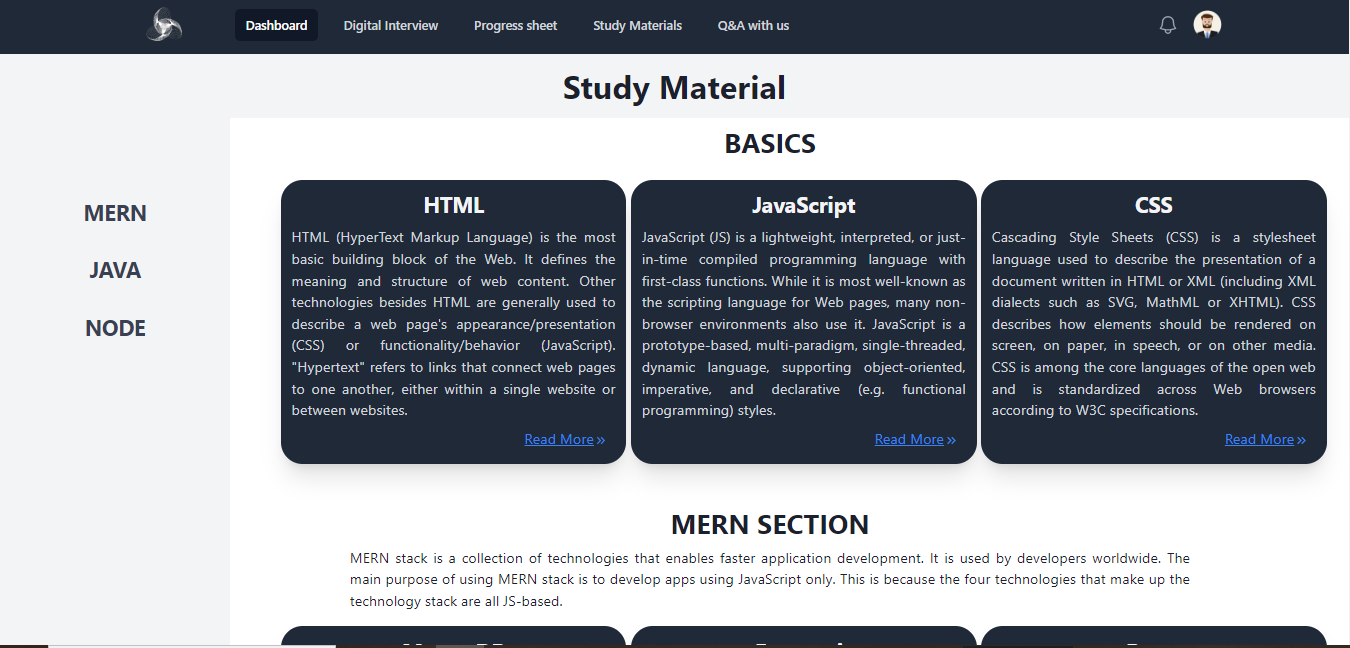 Dashboard Digital Interview Progress sheet Study Materials Q&A with us
Study Material
MERN
JAVA
NODE
BASICS
HTML
HTML (HyperText Markup Language) is the most
basic building block of the Web. It defines the
meaning and structure of web content. Other
technologies besides HTML are generally used to
describe a web page's appearance/presentation
(CSS) or functionality/behavior (JavaScript).
"Hypertext" refers to links that connect web pages
to one another, either within a single website or
between websites.
Read More »
JavaScript
JavaScript (JS) is a lightweight, interpreted, or just-
in-time compiled programming language with
first-class functions. While it is most well-known as
the scripting language for Web pages, many non-
browser environments also use it. JavaScript is a
prototype-based, multi-paradigm, single-threaded,
dynamic language, supporting object-oriented,
imperative, and declarative (e.g. functional
programming) styles.
Read More »
CSS
Cascading Style Sheets (CSS) is a stylesheet
language used to describe the presentation of a
document written in HTML or XML (including XML
dialects such as SVG, MathML or XHTML). CSS
describes how elements should be rendered on
screen, on paper, in speech, or on other media.
CSS is among the core languages of the open web
and is standardized across Web browsers
according to W3C specifications.
Read More »
MERN SECTION
MERN stack is a collection of technologies that enables faster application development. It is used by developers worldwide. The
main purpose of using MERN stack is to develop apps using JavaScript only. This is because the four technologies that make up the
technology stack are all JS-based.